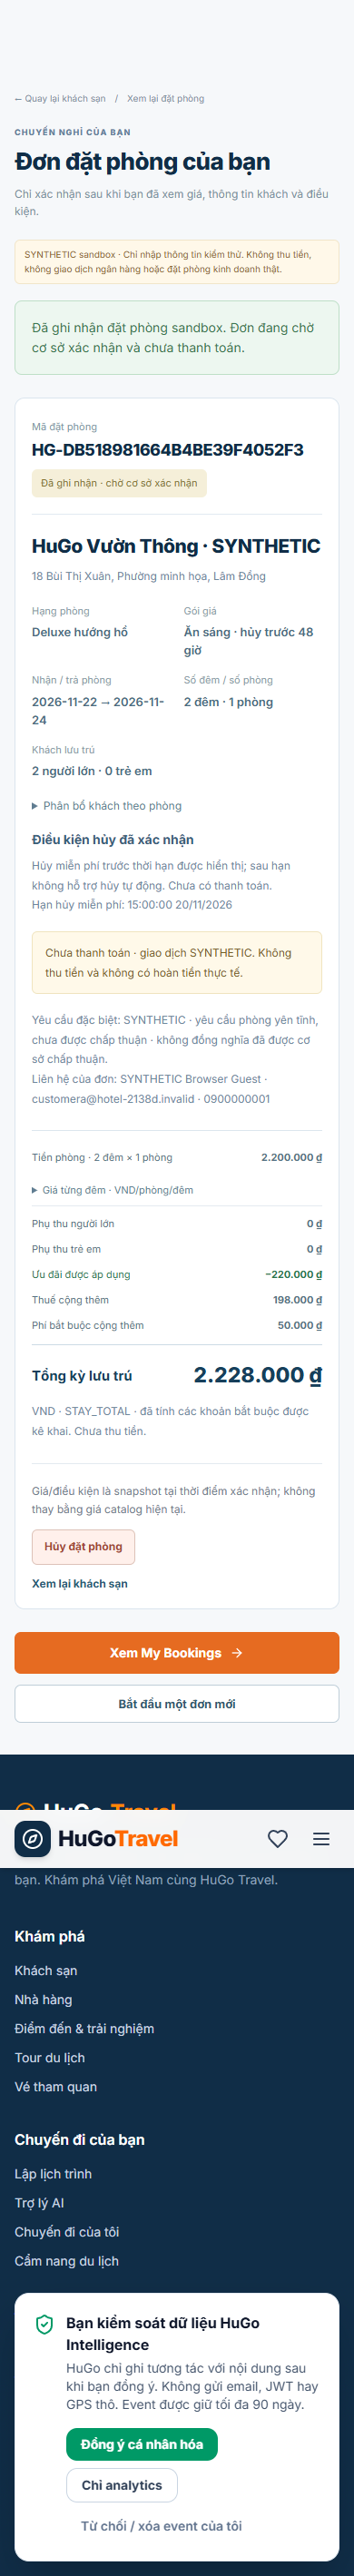 ← Quay lại khách sạn / Xem lại đặt phòng
CHUYẾN NGHỈ CỦA BẠN
Đơn đặt phòng của bạn
Chỉ xác nhận sau khi bạn đã xem giá, thông tin khách và điều
kiện.
SYNTHETIC sandbox · Chỉ nhập thông tin kiểm thử. Không thu tiền,
không giao dịch ngân hàng hoặc đặt phòng kinh doanh thật.
Đã ghi nhận đặt phòng sandbox. Đơn đang chờ
cơ sở xác nhận và chưa thanh toán.
Mã đặt phòng
HG-DB518981664B4BE39F4052F3
Đã ghi nhận · chờ cơ sở xác nhận
HuGo Vườn Thông · SYNTHETIC
18 Bùi Thị Xuân, Phường minh họa, Lâm Đồng
Hạng phòng
Deluxe hướng hồ
Gói giá
Ăn sáng · hủy trước 48
giờ
Nhận / trả phòng
2026-11-22 → 2026-11-
24
Số đêm / số phòng
2 đêm · 1 phòng
Khách lưu trú
2 người lớn · 0 trẻ em
▶ Phân bổ khách theo phòng
Điều kiện hủy đã xác nhận
Hủy miễn phí trước thời hạn được hiển thị; sau hạn
không hỗ trợ hủy tự động. Chưa có thanh toán.
Hạn hủy miễn phí: 15:00:00 20/11/2026
Chưa thanh toán · giao dịch SYNTHETIC. Không
thu tiền và không có hoàn tiền thực tế.
Yêu cầu đặc biệt: SYNTHETIC · yêu cầu phòng yên tĩnh,
chưa được chấp thuận · không đồng nghĩa đã được cơ
sở chấp thuận.
Liên hệ của đơn: SYNTHETIC Browser Guest ·
customera@hotel-2138d.invalid · 0900000001
Tiền phòng · 2 đêm × 1 phòng 2.200.000 ₫
▶ Giá từng đêm · VND/phòng/đêm
Phụ thu người lớn 0 ₫
Phụ thu trẻ em 0 ₫
Ưu đãi được áp dụng −220.000 ₫
Thuế cộng thêm 198.000 ₫
Phí bắt buộc cộng thêm 50.000 ₫
Tổng kỳ lưu trú 2.228.000 ₫
VND · STAY_TOTAL · đã tính các khoản bắt buộc được
kê khai. Chưa thu tiền.
Giá/điều kiện là snapshot tại thời điểm xác nhận; không
thay bằng giá catalog hiện tại.
Hủy đặt phòng
Xem lại khách sạn
Xem My Bookings →
Bắt đầu một đơn mới
HuGoTravel
bạn. Khám phá Việt Nam cùng HuGo Travel.
Khám phá
Khách sạn
Nhà hàng
Điểm đến & trải nghiệm
Tour du lịch
Vé tham quan
Chuyến đi của bạn
Lập lịch trình
Trợ lý AI
Chuyến đi của tôi
Cẩm nang du lịch
Bạn kiểm soát dữ liệu HuGo
Intelligence
HuGo chỉ ghi tương tác với nội dung sau
khi bạn đồng ý. Không gửi email, JWT hay
GPS thô. Event được giữ tối đa 90 ngày.
Đồng ý cá nhân hóa
Chỉ analytics
Từ chối / xóa event của tôi